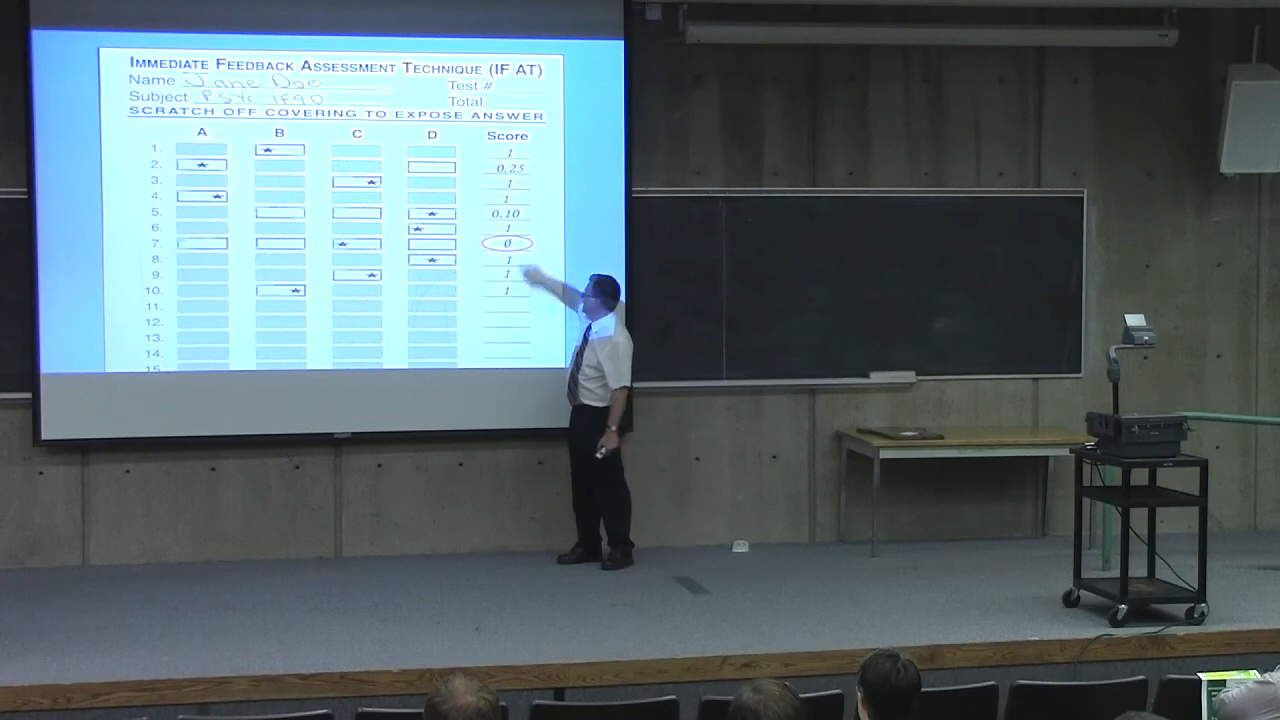 IMMEDIATE FEEDBACK ASSESSMENT TECHNIQUE (IF AT)
Name Jane Doe Test #
Subject PSYC 1F90 Total
SCRATCH OFF COVERING TO EXPOSE ANSWER
A B C D Score
1. ★ 1
2. ★ 0.25
3. ★ 1
4. ★ 1
5. ★ 0.10
6. ★ 1
7. ★ 0
8. ★ 1
9. ★ 1
10. ★ 1
11.
12.
13.
14.
15